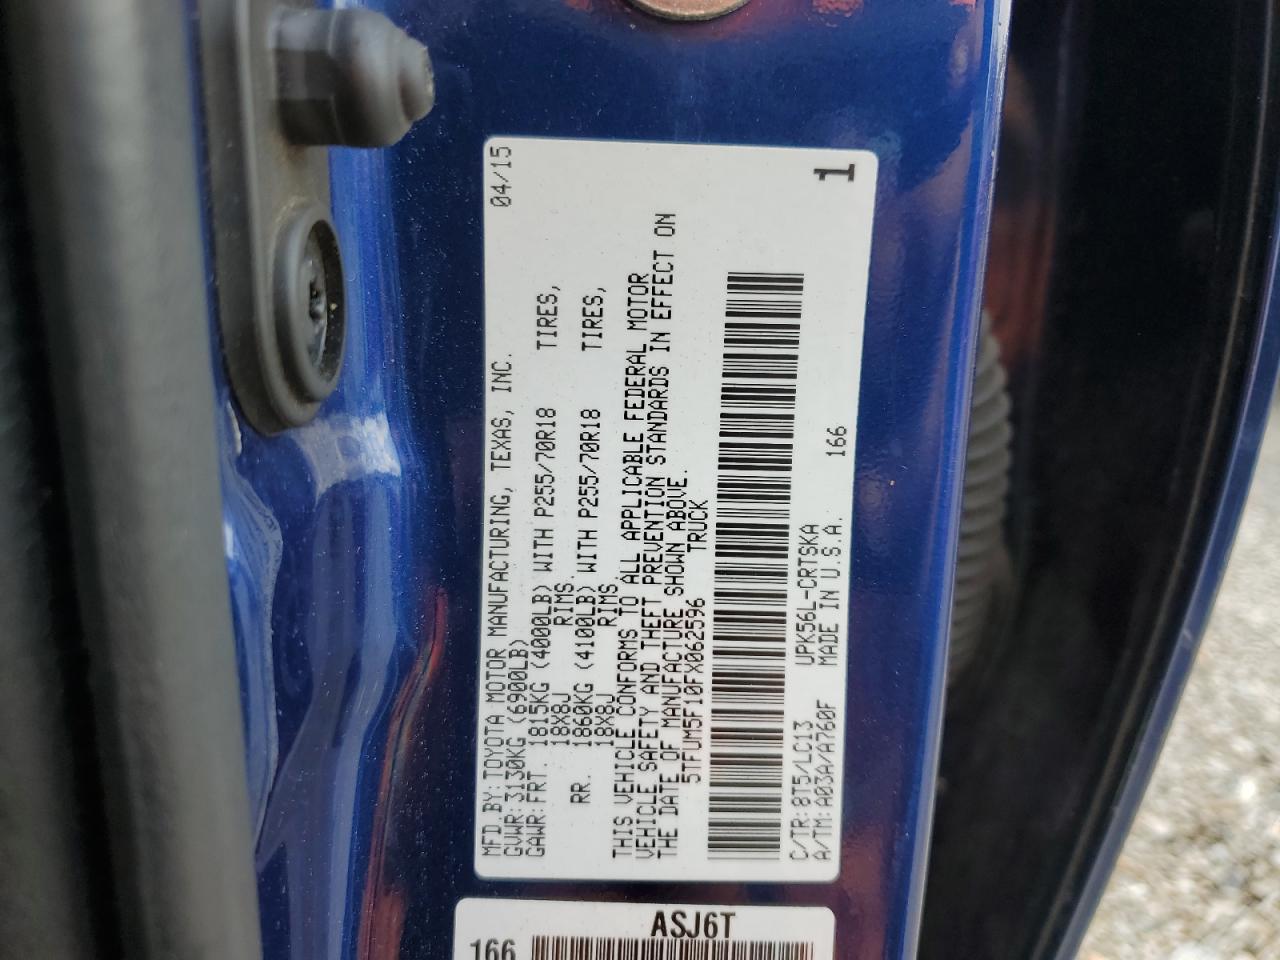 MFD.BY:TOYOTA MOTOR MANUFACTURING, TEXAS, INC. 04/15
GVWR:3130KG (6900LB)
GAWR:FRT 1815KG (4000LB) WITH P255/70R18 TIRES,
18X8J RIMS.
RR. 1860KG (4100LB) WITH P255/70R18 TIRES,
18X8J RIMS.
THIS VEHICLE CONFORMS TO ALL APPLICABLE FEDERAL MOTOR
VEHICLE SAFETY AND THEFT PREVENTION STANDARDS IN EFFECT ON
THE DATE OF MANUFACTURE SHOWN ABOVE.
5TFUM5F10FX062596 TRUCK
C/TR:8T5/LC13 UPK56L-CRTSKA
A/TM:A03A/A760F MADE IN U.S.A. 166
1
ASJ6T
166